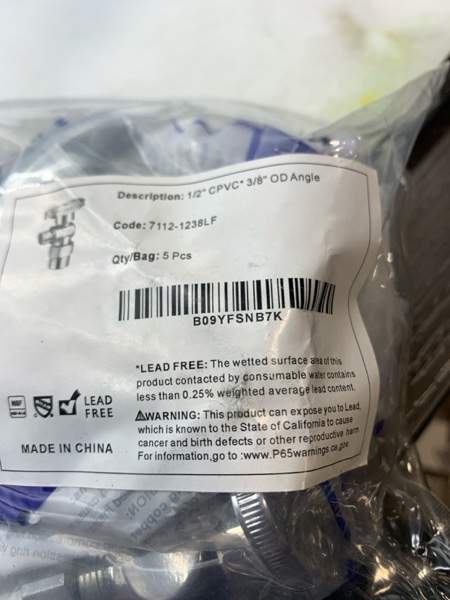 Description: 1/2" CPVC* 3/8" OD Angle
Code: 7112-1238LF
Qty/Bag: 5 Pcs
B09YFSNB7K
*LEAD FREE: The wetted surface area of this
product contacted by consumable water contains
less than 0.25% weighted average lead content.
LEAD
FREE
⚠WARNING: This product can expose you to Lead,
which is known to the State of California to cause
cancer and birth defects or other reproductive harm.
For information,go to :www.P65warnings.ca.gov.
MADE IN CHINA